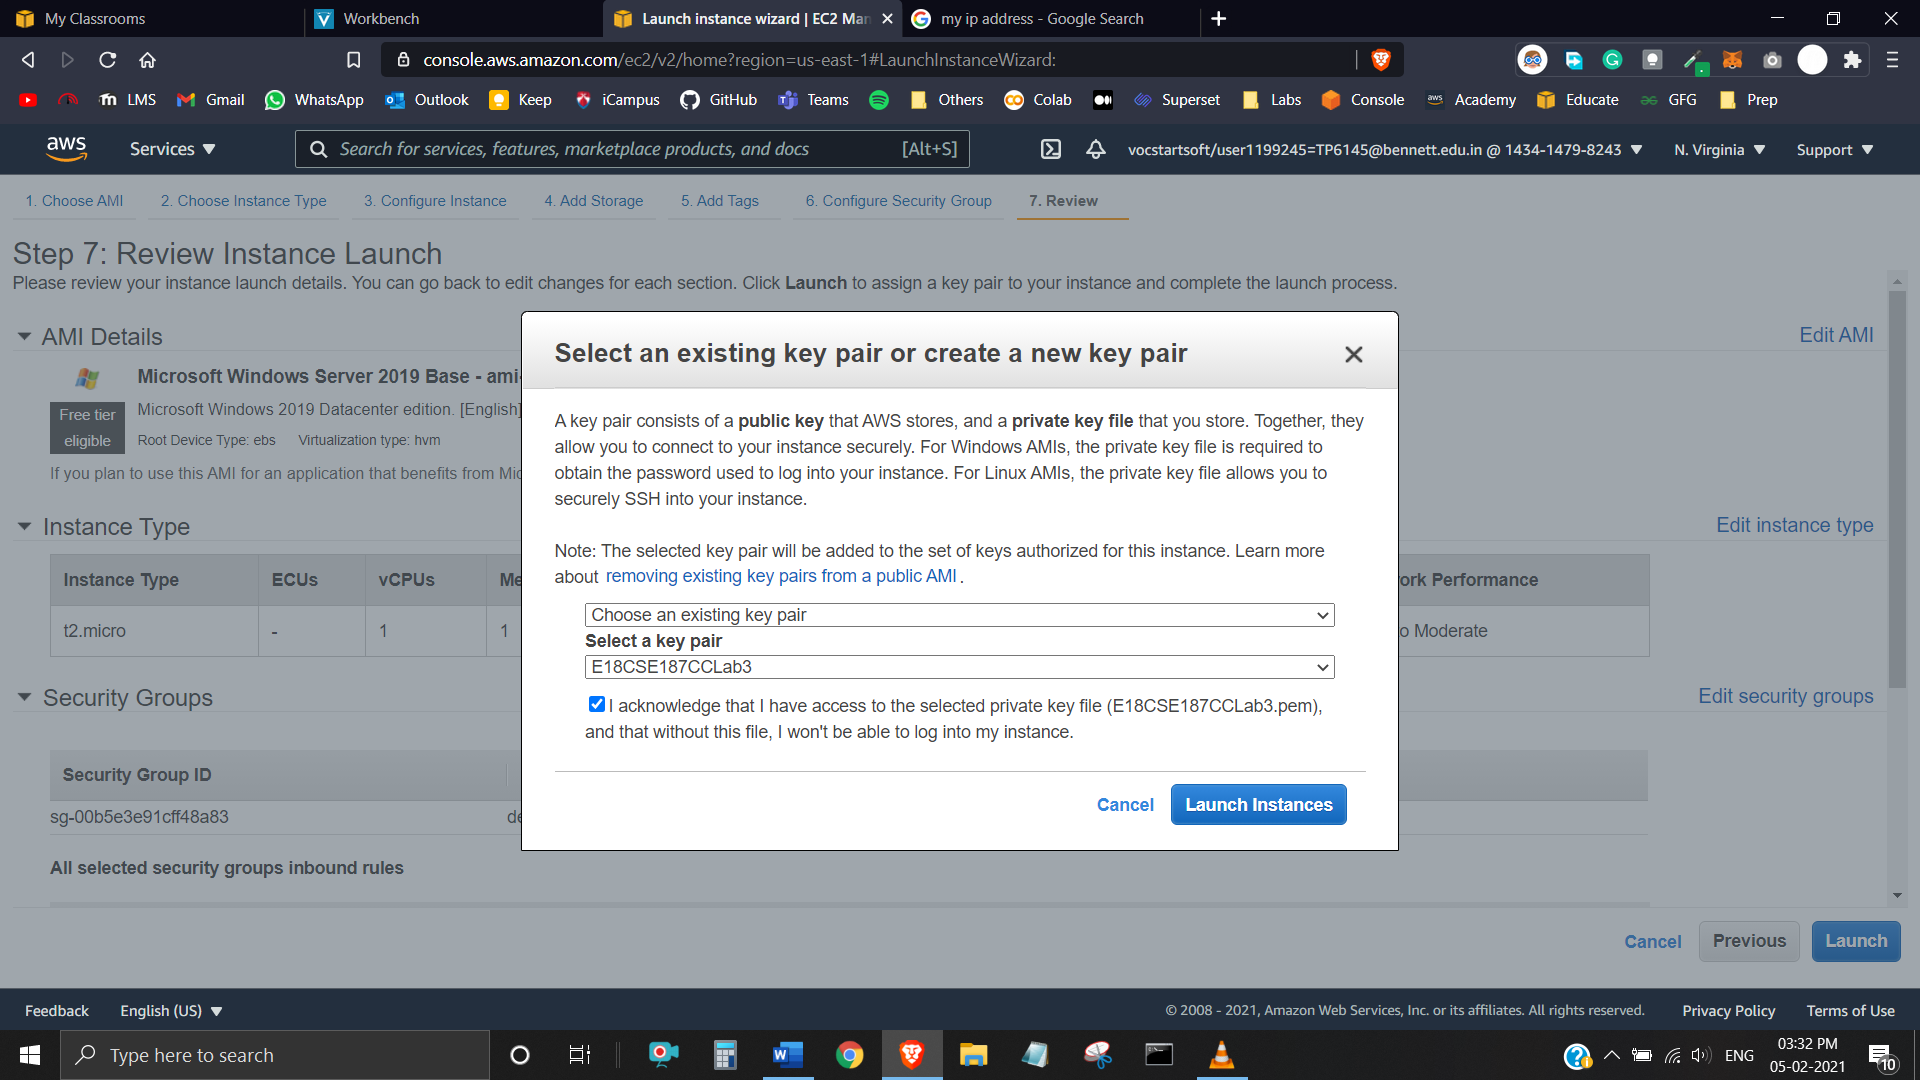 My Classrooms
Workbench
Launch instance wizard | EC2 Man
my ip address - Google Search
console.aws.amazon.com/ec2/v2/home?region=us-east-1#LaunchInstanceWizard:
LMS
Gmail
WhatsApp
Outlook
Keep
iCampus
GitHub
Teams
Others
Colab
Superset
Labs
Console
aws
Academy
Educate
GFG
Prep
aws
Services
Search for services, features, marketplace products, and docs
[Alt+S]
vocstartsoft/user1199245=TP6145@bennett.edu.in @ 1434-1479-8243
N. Virginia
Support
1. Choose AMI
2. Choose Instance Type
3. Configure Instance
4. Add Storage
5. Add Tags
6. Configure Security Group
7. Review
Step 7: Review Instance Launch
Please review your instance launch details. You can go back to edit changes for each section. Click Launch to assign a key pair to your instance and complete the launch process.
AMI Details
Edit AMI
Microsoft Windows Server 2019 Base - ami-
Free tier
eligible
Microsoft Windows 2019 Datacenter edition. [English]
Root Device Type: ebs
Virtualization type: hvm
If you plan to use this AMI for an application that benefits from Mic
Instance Type
Edit instance type
Instance Type
ECUs
vCPUs
Me
ork Performance
t2.micro
-
1
1
o Moderate
Security Groups
Edit security groups
Security Group ID
sg-00b5e3e91cff48a83
de
All selected security groups inbound rules
Select an existing key pair or create a new key pair
A key pair consists of a public key that AWS stores, and a private key file that you store. Together, they
allow you to connect to your instance securely. For Windows AMIs, the private key file is required to
obtain the password used to log into your instance. For Linux AMIs, the private key file allows you to
securely SSH into your instance.
Note: The selected key pair will be added to the set of keys authorized for this instance. Learn more
about removing existing key pairs from a public AMI.
Choose an existing key pair
Select a key pair
E18CSE187CCLab3
I acknowledge that I have access to the selected private key file (E18CSE187CCLab3.pem),
and that without this file, I won't be able to log into my instance.
Cancel
Launch Instances
Cancel
Previous
Launch
Feedback
English (US)
© 2008 - 2021, Amazon Web Services, Inc. or its affiliates. All rights reserved.
Privacy Policy
Terms of Use
Type here to search
ENG
03:32 PM
05-02-2021
10